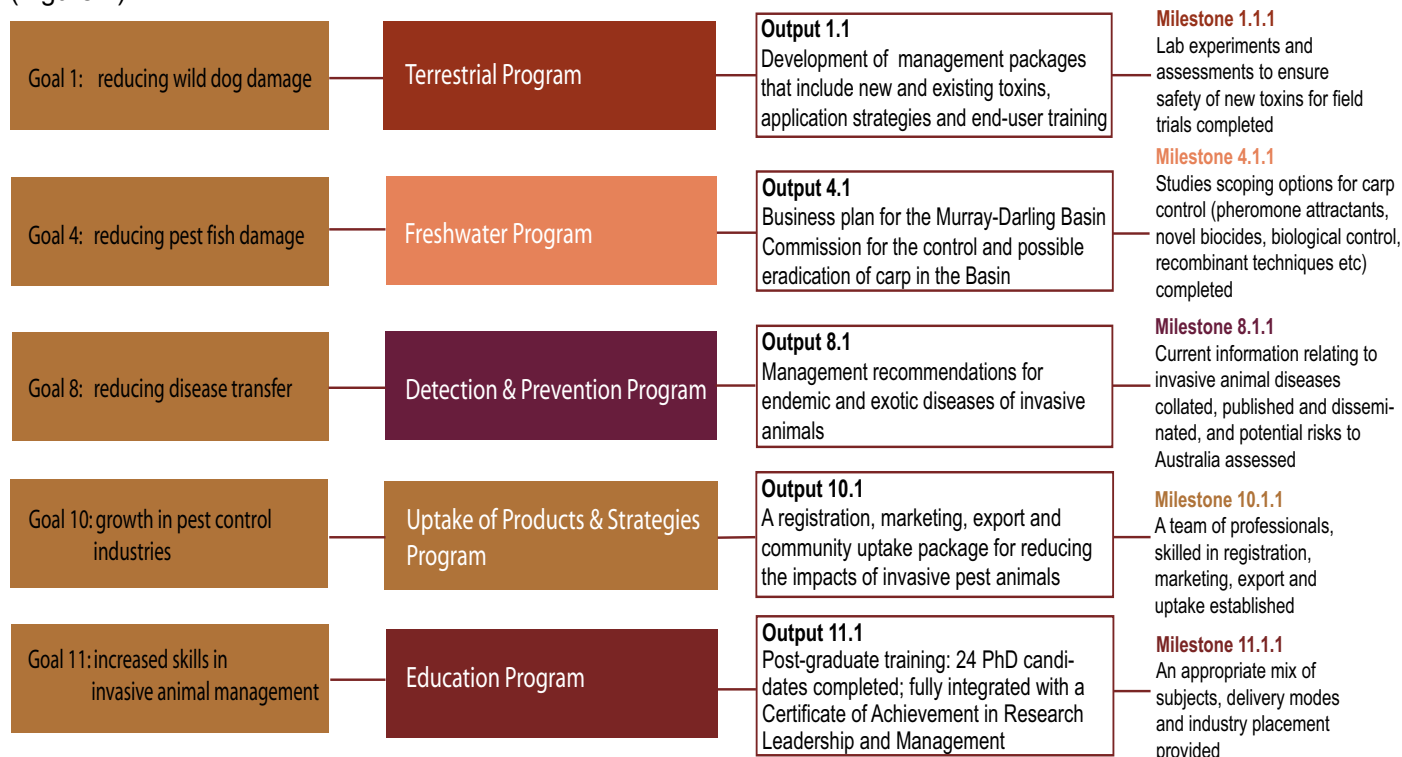 Goal 1: reducing wild dog damage
Terrestrial Program
Output 1.1
Development of management packages
that include new and existing toxins,
application strategies and end-user training
Milestone 1.1.1
Lab experiments and
assessments to ensure
safety of new toxins for field
trials completed
Goal 4: reducing pest fish damage
Freshwater Program
Output 4.1
Business plan for the Murray-Darling Basin
Commission for the control and possible
eradication of carp in the Basin
Milestone 4.1.1
Studies scoping options for carp
control (pheromone attractants,
novel biocides, biological control,
recombinant techniques etc)
completed
Goal 8: reducing disease transfer
Detection & Prevention Program
Output 8.1
Management recommendations for
endemic and exotic diseases of invasive
animals
Milestone 8.1.1
Current information relating to
invasive animal diseases
collated, published and dissemi-
nated, and potential risks to
Australia assessed
Goal 10: growth in pest control
industries
Uptake of Products & Strategies
Program
Output 10.1
A registration, marketing, export and
community uptake package for reducing
the impacts of invasive pest animals
Milestone 10.1.1
A team of professionals,
skilled in registration,
marketing, export and
uptake established
Goal 11: increased skills in
invasive animal management
Education Program
Output 11.1
Post-graduate training: 24 PhD candi-
dates completed; fully integrated with a
Certificate of Achievement in Research
Leadership and Management
Milestone 11.1.1
An appropriate mix of
subjects, delivery modes
and industry placement
provided